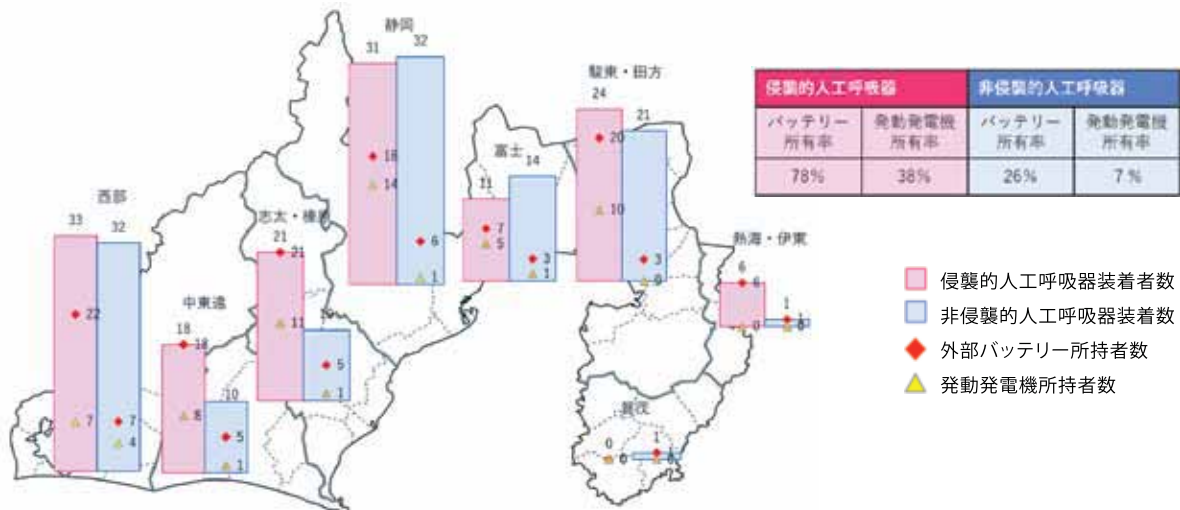 静岡
31
32
18
14
6
1
駿東・田方
24
21
20
10
3
0
富士
11
14
7
5
3
1
西部
33
32
22
7
7
4
志太・榛原
21
21
11
5
1
中東遠
18
18
8
10
5
1
熱海・伊東
6
6
0
1
1
0
賀茂
0
0
1
1
0
侵襲的人工呼吸器
非侵襲的人工呼吸器
バッテリー
所有率
発動発電機
所有率
バッテリー
所有率
発動発電機
所有率
78%
38%
26%
7%
侵襲的人工呼吸器装着者数
非侵襲的人工呼吸器装着数
外部バッテリー所持者数
発動発電機所持者数